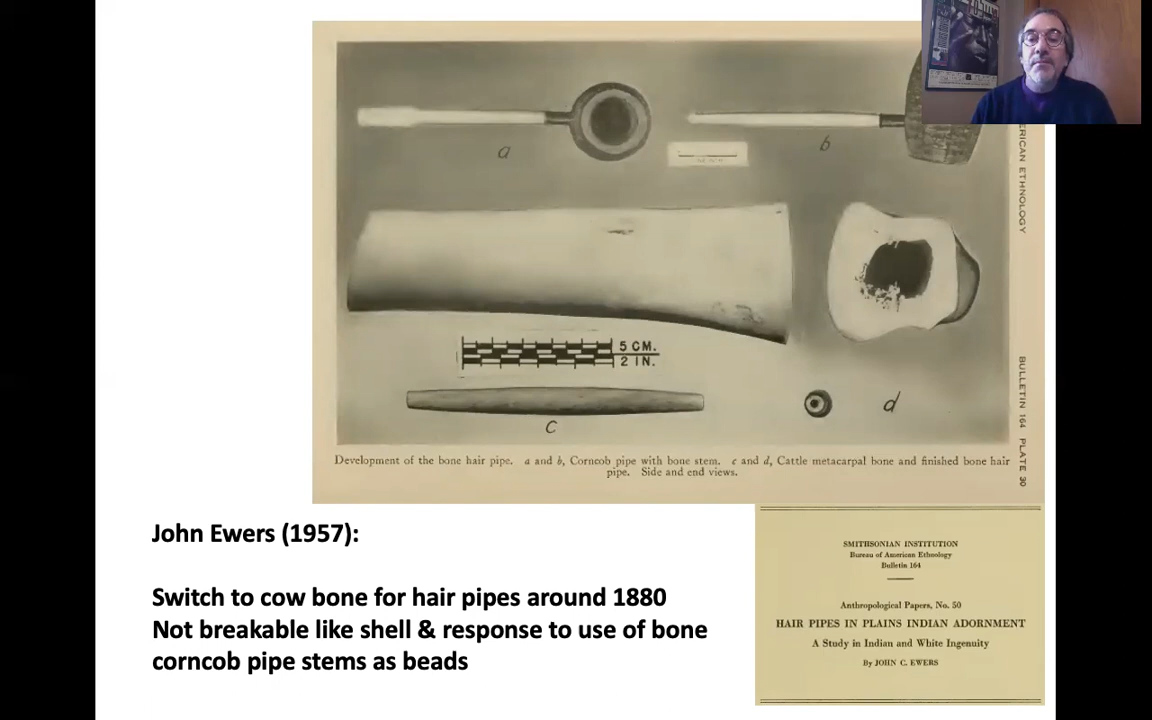 a
b
RICAN ETHNOLOGY
BULLETIN 164 PLATE 30
5 CM.
2 IN.
c
d
Development of the bone hair pipe. a and b, Corncob pipe with bone stem. c and d, Cattle metacarpal bone and finished bone hair
pipe. Side and end views.
John Ewers (1957):
Switch to cow bone for hair pipes around 1880
Not breakable like shell & response to use of bone
corncob pipe stems as beads
SMITHSONIAN INSTITUTION
Bureau of American Ethnology
Bulletin 164
Anthropological Papers, No. 50
HAIR PIPES IN PLAINS INDIAN ADORNMENT
A Study in Indian and White Ingenuity
By JOHN C. EWERS